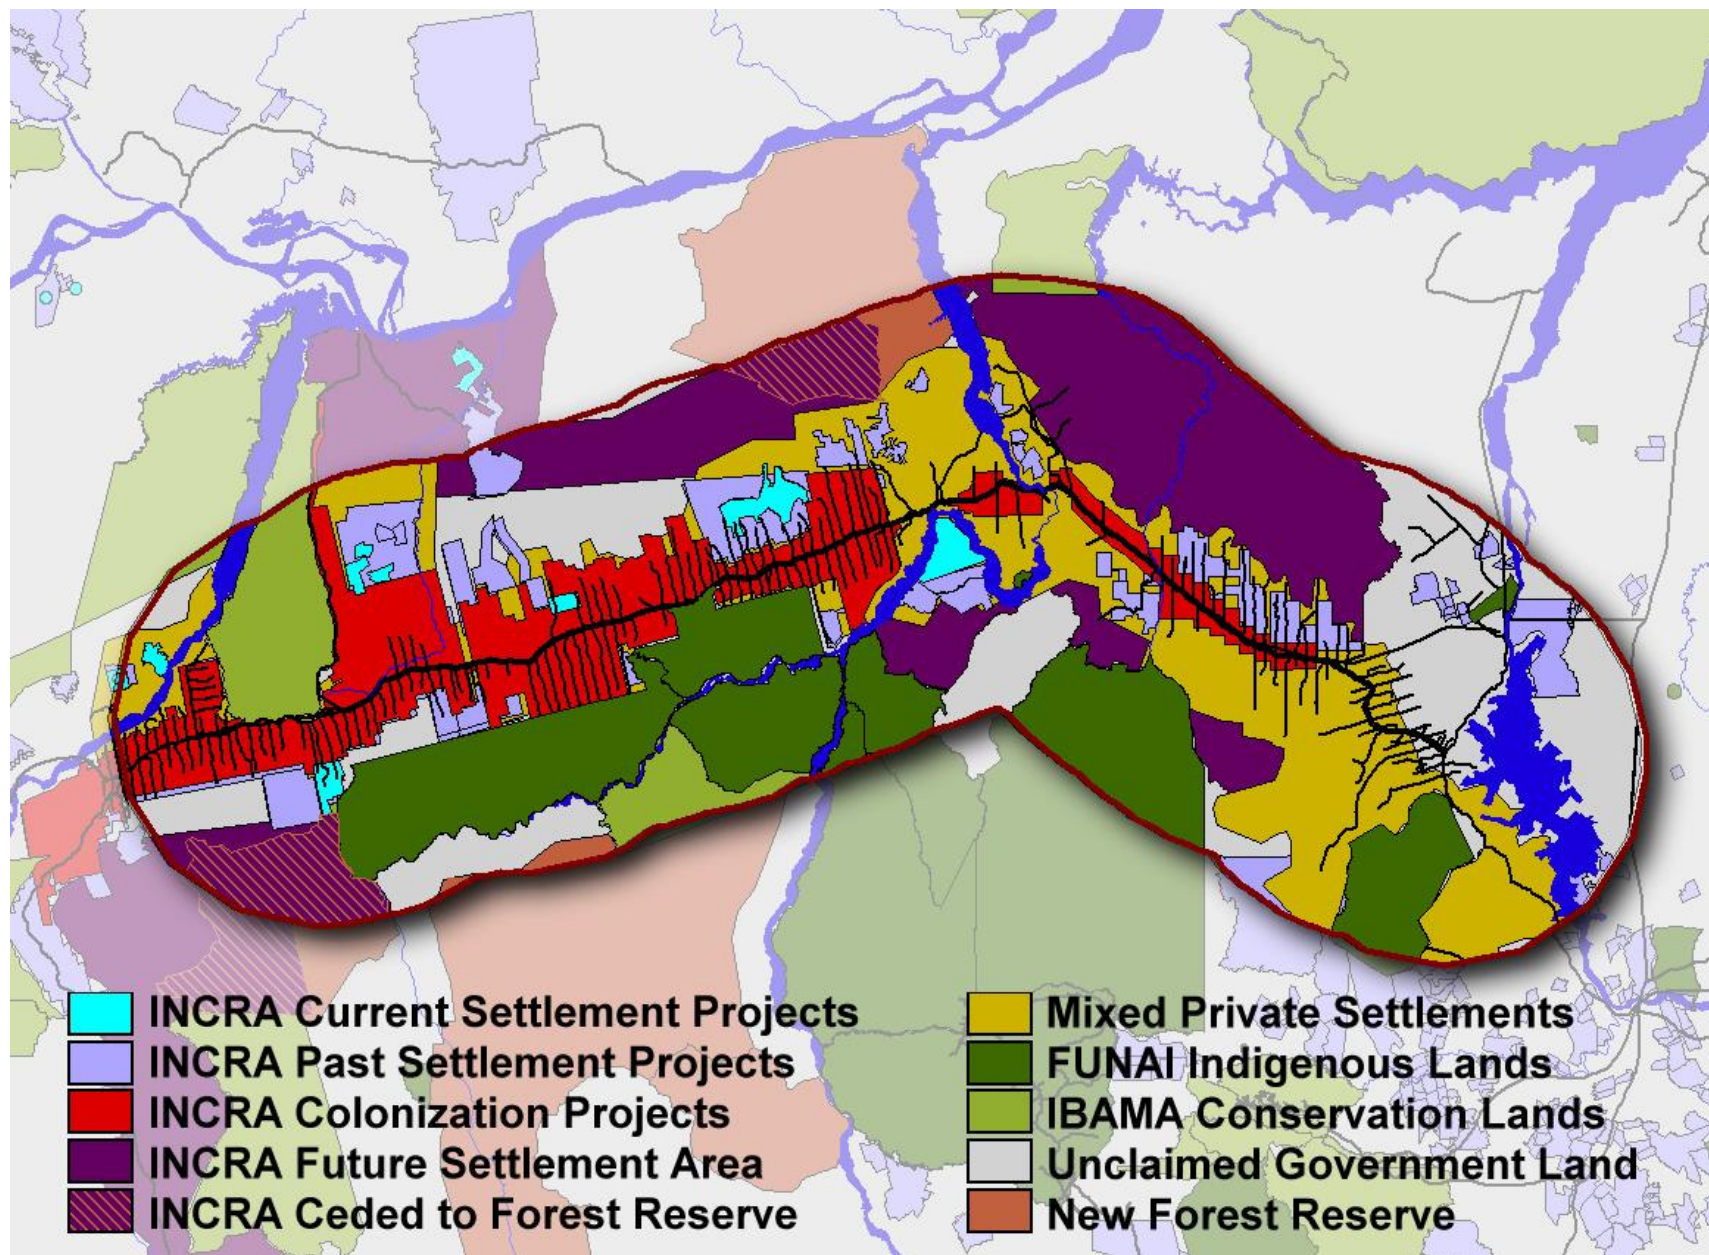 INCRA Current Settlement Projects
INCRA Past Settlement Projects
INCRA Colonization Projects
INCRA Future Settlement Area
INCRA Ceded to Forest Reserve
Mixed Private Settlements
FUNAI Indigenous Lands
IBAMA Conservation Lands
Unclaimed Government Land
New Forest Reserve